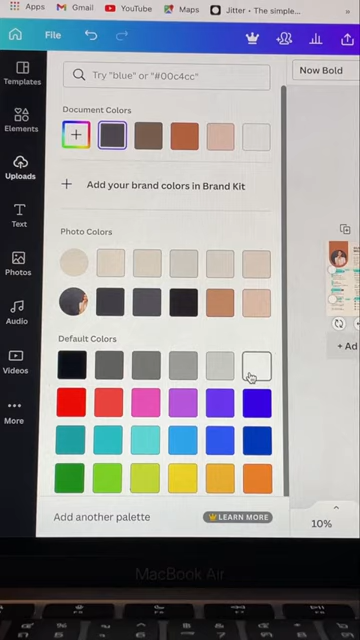 Apps Gmail YouTube Maps Jitter • The simple... »
File
Templates
Elements
Uploads
Text
Photos
Audio
Videos
More
Try "blue" or "#00c4cc"
Now Bold
Document Colors
Add your brand colors in Brand Kit
Photo Colors
Default Colors
+ Ad
Add another palette
LEARN MORE
10%
MacBook Air